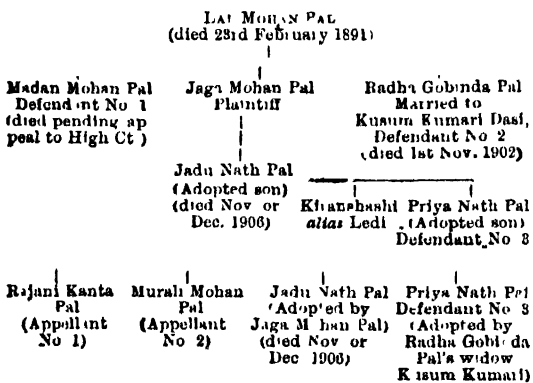 LAL MOHAN PAL
(died 23rd February 1891)
Madan Mohan Pal
Defendant No 1
(died pending ap
peal to High Ct )
Jaga Mohan Pal
Plaintiff
Radha Gobinda Pal
Married to
Kusum Kumari Dasi,
Defendant No 2
(died 1st Nov. 1902)
Jadu Nath Pal
(Adopted son)
(died Nov or
Dec. 1906)
alias Ledi
Priya Nath Pal
(Adopted son)
Defendant No 3
Rajani Kanta
Pal
(Appellant
No 1)
Murali Mohan
Pal
(Appellant
No 2)
Jadu Nath Pal
(Adopted by
Jaga Mohan Pal)
(died Nov or
Dec 1906)
Priya Nath Pal
Defendant No 3
(Adopted by
Radha Gobinda
Pal's widow
Kusum Kumari)